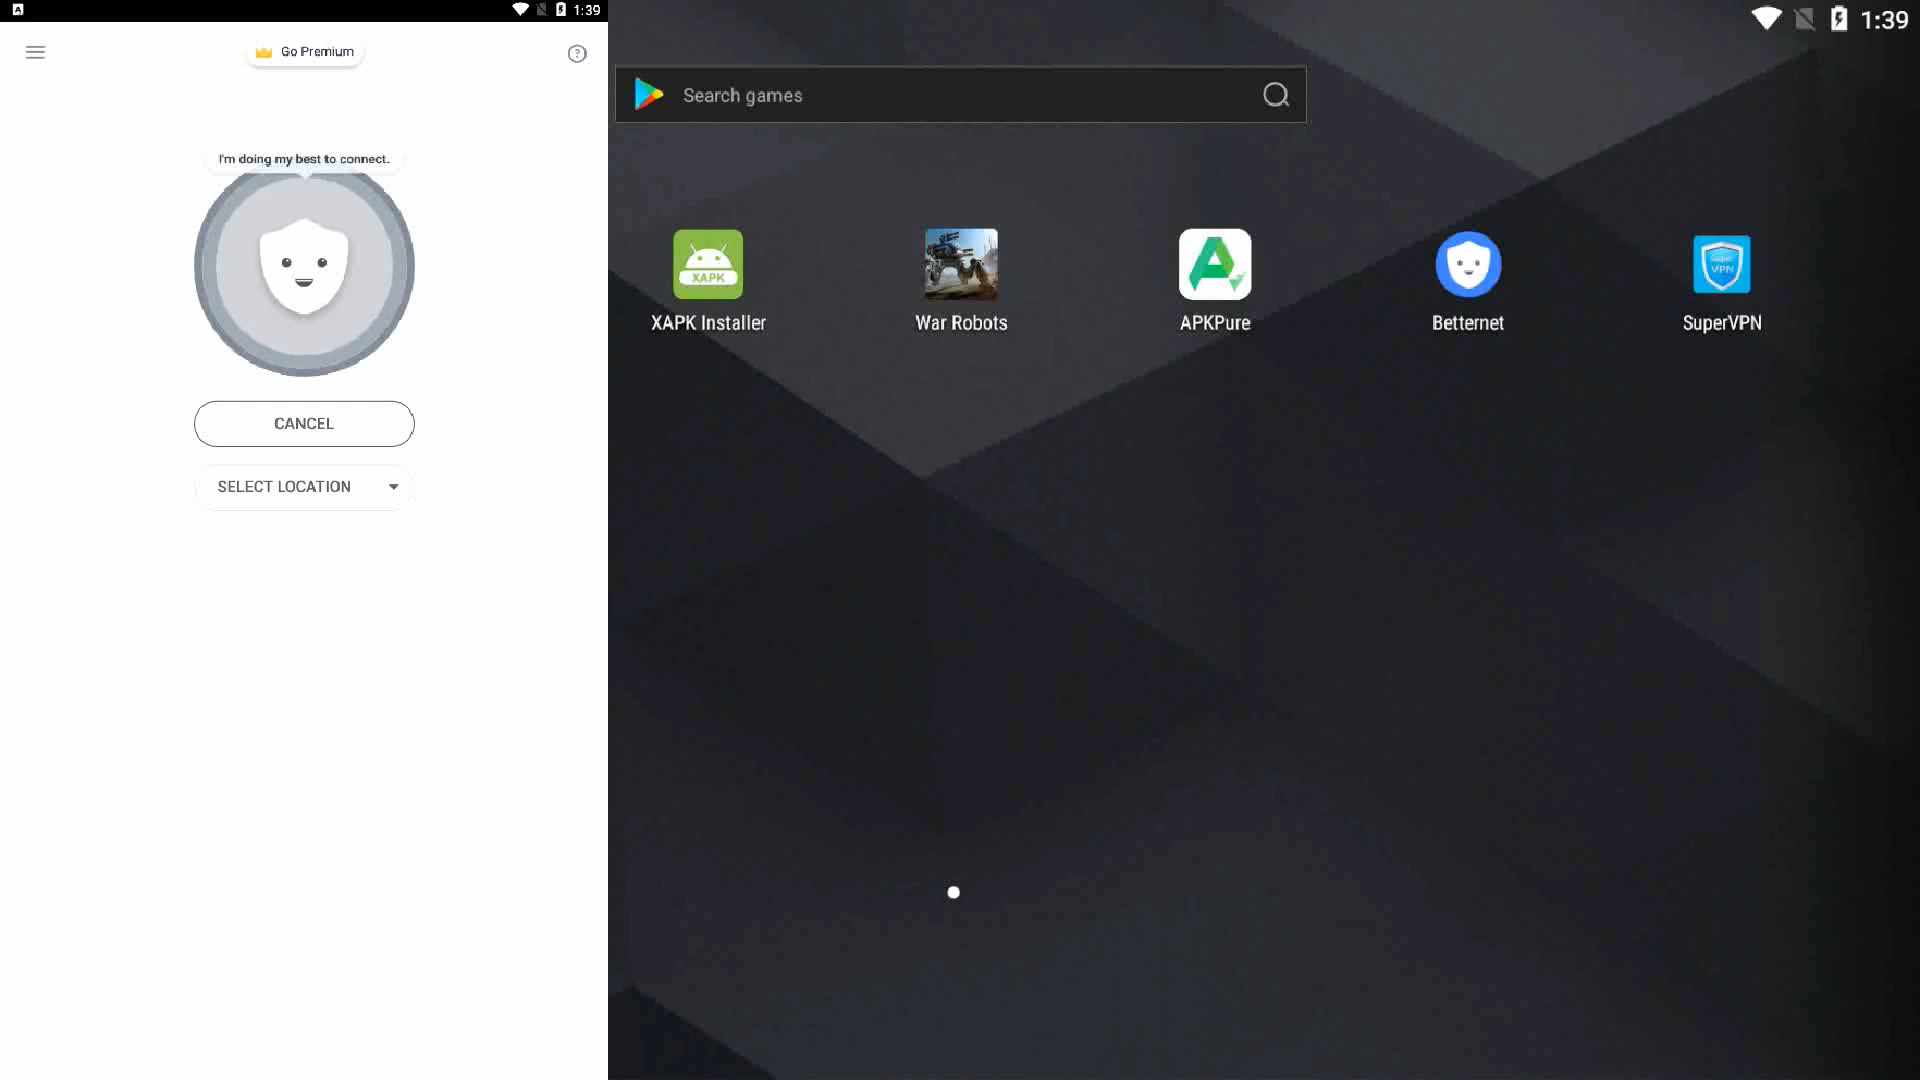 1:39
Go Premium
I'm doing my best to connect.
CANCEL
SELECT LOCATION
1:39
Search games
XAPK
XAPK Installer
War Robots
APKPure
Betternet
Super
VPN
SuperVPN